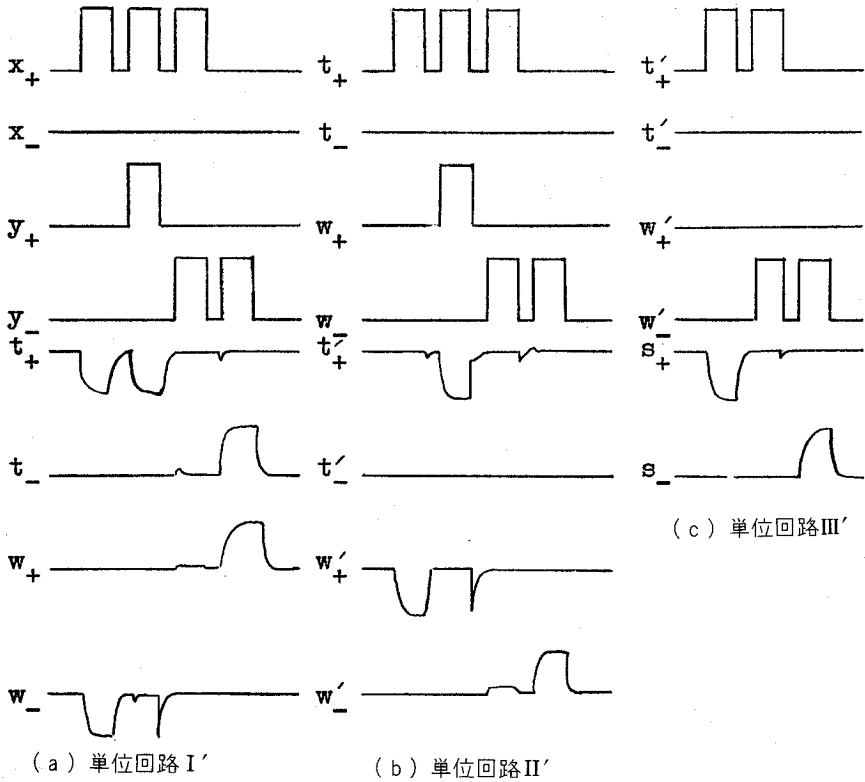 x+
x-
y+
y-
t+
t-
w+
w-
(a) 単位回路Ⅰ′
t+
t-
w+
w-
t′+
t′-
w′+
w′-
(b) 単位回路Ⅱ′
t′+
t′-
w′+
w′-
s+
s-
(c) 単位回路Ⅲ′